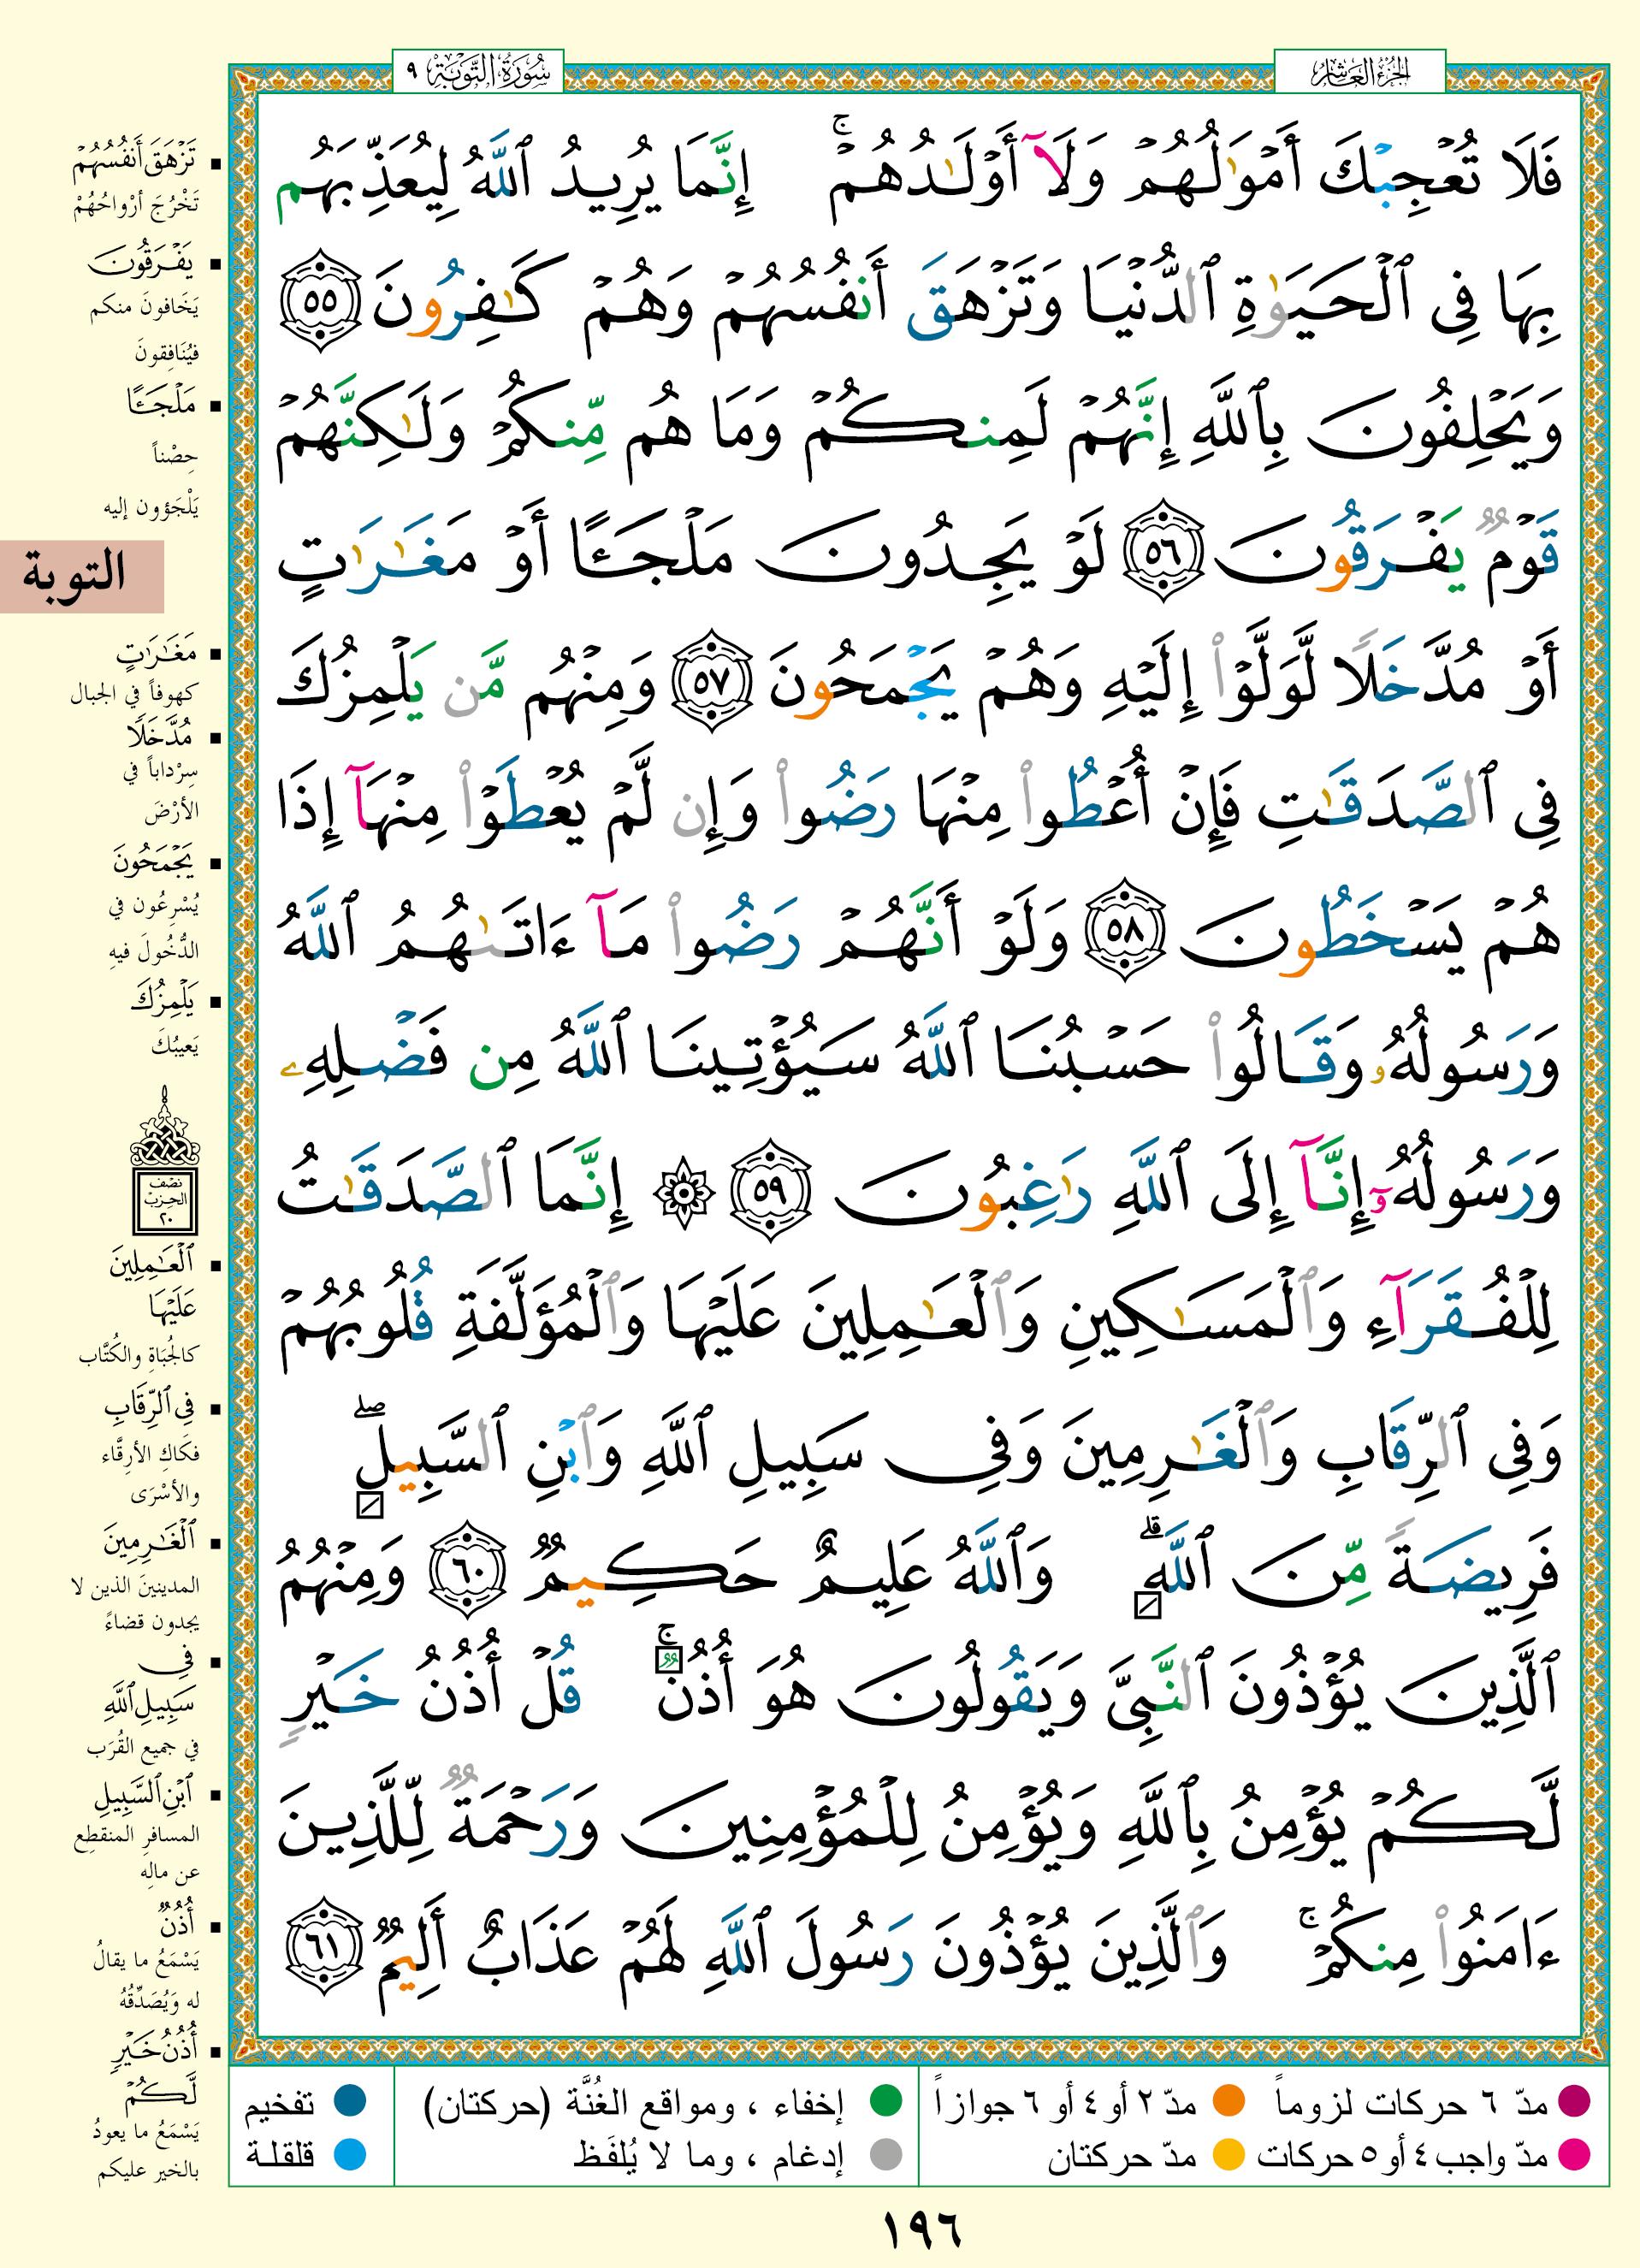 الجزء العاشر
سورة التوبة ٩
فَلَا تُعْجِبْكَ أَمْوَٰلُهُمْ وَلَآ أَوْلَـٰدُهُمْ ۚ إِنَّمَا يُرِيدُ ٱللَّهُ لِيُعَذِّبَهُم
بِهَا فِى ٱلْحَيَوٰةِ ٱلدُّنْيَا وَتَزْهَقَ أَنفُسُهُمْ وَهُمْ كَـٰفِرُونَ ٥٥
وَيَحْلِفُونَ بِٱللَّهِ إِنَّهُمْ لَمِنكُمْ وَمَا هُم مِّنكُمْ وَلَـٰكِنَّهُمْ
قَوْمٌ يَفْرَقُونَ ٥٦ لَوْ يَجِدُونَ مَلْجَـًٔا أَوْ مَغَـٰرَٰتٍ
أَوْ مُدَّخَلًا لَّوَلَّوْا۟ إِلَيْهِ وَهُمْ يَجْمَحُونَ ٥٧ وَمِنْهُم مَّن يَلْمِزُكَ
فِى ٱلصَّدَقَـٰتِ فَإِنْ أُعْطُوا۟ مِنْهَا رَضُوا۟ وَإِن لَّمْ يُعْطَوْا۟ مِنْهَآ إِذَا
هُمْ يَسْخَطُونَ ٥٨ وَلَوْ أَنَّهُمْ رَضُوا۟ مَآ ءَاتَىٰهُمُ ٱللَّهُ
وَرَسُولُهُۥ وَقَالُوا۟ حَسْبُنَا ٱللَّهُ سَيُؤْتِينَا ٱللَّهُ مِن فَضْلِهِۦ
وَرَسُولُهُۥٓ إِنَّآ إِلَى ٱللَّهِ رَٰغِبُونَ ٥٩ ۞ إِنَّمَا ٱلصَّدَقَـٰتُ
لِلْفُقَرَآءِ وَٱلْمَسَـٰكِينِ وَٱلْعَـٰمِلِينَ عَلَيْهَا وَٱلْمُؤَلَّفَةِ قُلُوبُهُمْ
وَفِى ٱلرِّقَابِ وَٱلْغَـٰرِمِينَ وَفِى سَبِيلِ ٱللَّهِ وَٱبْنِ ٱلسَّبِيلِ ۖ
فَرِيضَةً مِّنَ ٱللَّهِ ۗ وَٱللَّهُ عَلِيمٌ حَكِيمٌ ٦٠ وَمِنْهُمُ
ٱلَّذِينَ يُؤْذُونَ ٱلنَّبِىَّ وَيَقُولُونَ هُوَ أُذُنٌ ۚ قُلْ أُذُنُ خَيْرٍ
لَّكُمْ يُؤْمِنُ بِٱللَّهِ وَيُؤْمِنُ لِلْمُؤْمِنِينَ وَرَحْمَةٌ لِّلَّذِينَ
ءَامَنُوا۟ مِنكُمْ ۚ وَٱلَّذِينَ يُؤْذُونَ رَسُولَ ٱللَّهِ لَهُمْ عَذَابٌ أَلِيمٌ ٦١
▪ تَزْهَقَ أَنفُسُهُمْ
تَخْرُجَ أرْواحُهُمْ
▪ يَفْرَقُونَ
يَخَافونَ منكم
فيُنَافِقونَ
▪ مَلْجَـًٔا
حِصْناً
يَلْجَؤون إليه
التوبة
▪ مَغَـٰرَٰتٍ
كهوفاً في الجبال
▪ مُدَّخَلًا
سِرْداباً في
الأرْضَ
▪ يَجْمَحُونَ
يُسْرِعُون في
الدُّخُولَ فيهِ
▪ يَلْمِزُكَ
يَعيبُكَ
نصف
الحزب
٢٠
▪ ٱلْعَـٰمِلِينَ
عَلَيْهَا
كالجُبَاةِ والكُتَّاب
▪ فِى ٱلرِّقَابِ
فكَاكِ الأرِقَّاء
والأسْرَى
▪ ٱلْغَـٰرِمِينَ
المدينينَ الذين لا
يجدون قضاءً
▪ فِى
سَبِيلِ ٱللَّهِ
في جميع القُرَب
▪ ٱبْنِ ٱلسَّبِيلِ
المسافرِ المنقطِع
عن مالِه
▪ أُذُنٌ
يَسْمَعُ ما يقالُ
له وَيُصَدِّقُهُ
▪ أُذُنُ خَيْرٍ
لَّكُمْ
يَسْمَعُ ما يعودُ
بالخير عليكم
مدّ ٦ حركات لزوماً
مدّ ٢ أو ٤ أو ٦ جوازاً
إخفاء ، ومواقع الغُنَّة (حركتان)
تفخيم
مدّ واجب ٤ أو ٥ حركات
مدّ حركتان
إدغام ، وما لا يُلفَظ
قلقلة
١٩٦